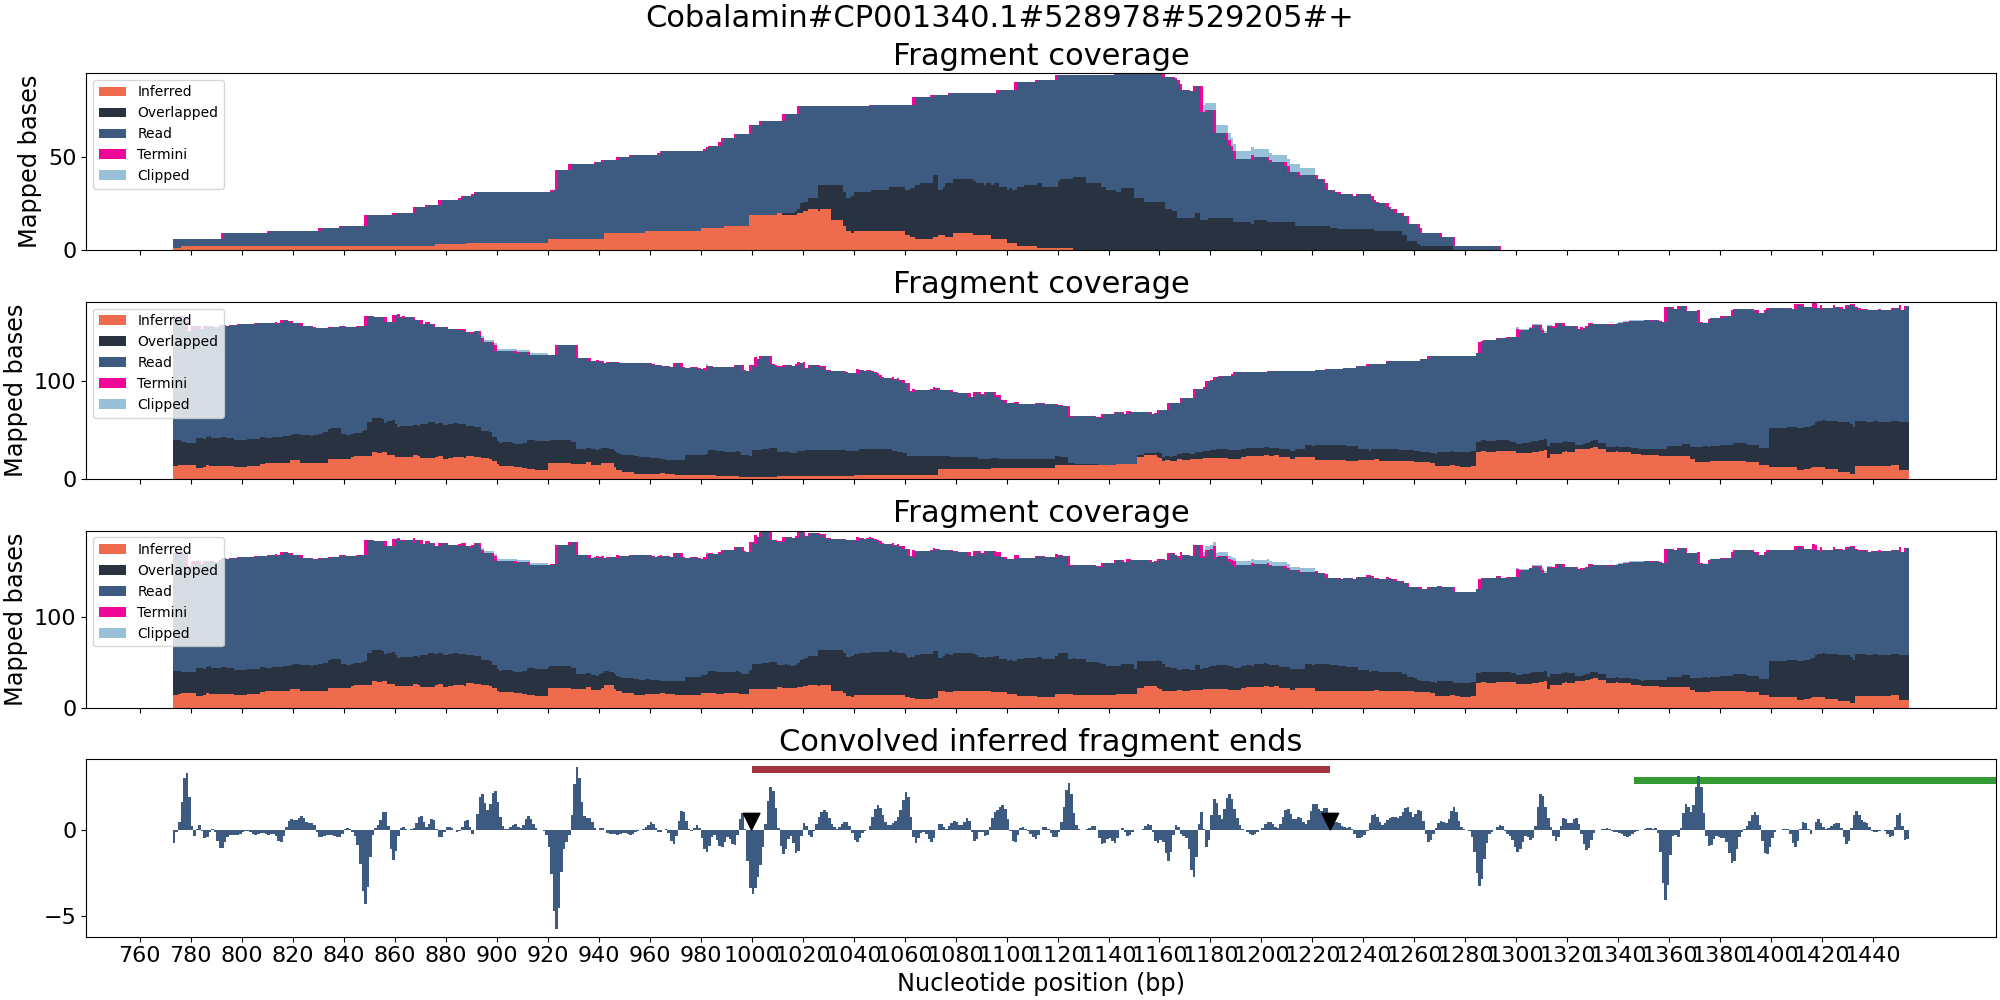 Cobalamin#CP001340.1#528978#529205#+
Fragment coverage
Mapped bases
50
0
Inferred
Overlapped
Read
Termini
Clipped
Fragment coverage
Mapped bases
100
0
Inferred
Overlapped
Read
Termini
Clipped
Fragment coverage
Mapped bases
100
0
Inferred
Overlapped
Read
Termini
Clipped
Convolved inferred fragment ends
0
−5
760 780 800 820 840 860 880 900 920 940 960 980 1000 1020 1040 1060 1080 1100 1120 1140 1160 1180 1200 1220 1240 1260 1280 1300 1320 1340 1360 1380 1400 1420 1440
Nucleotide position (bp)